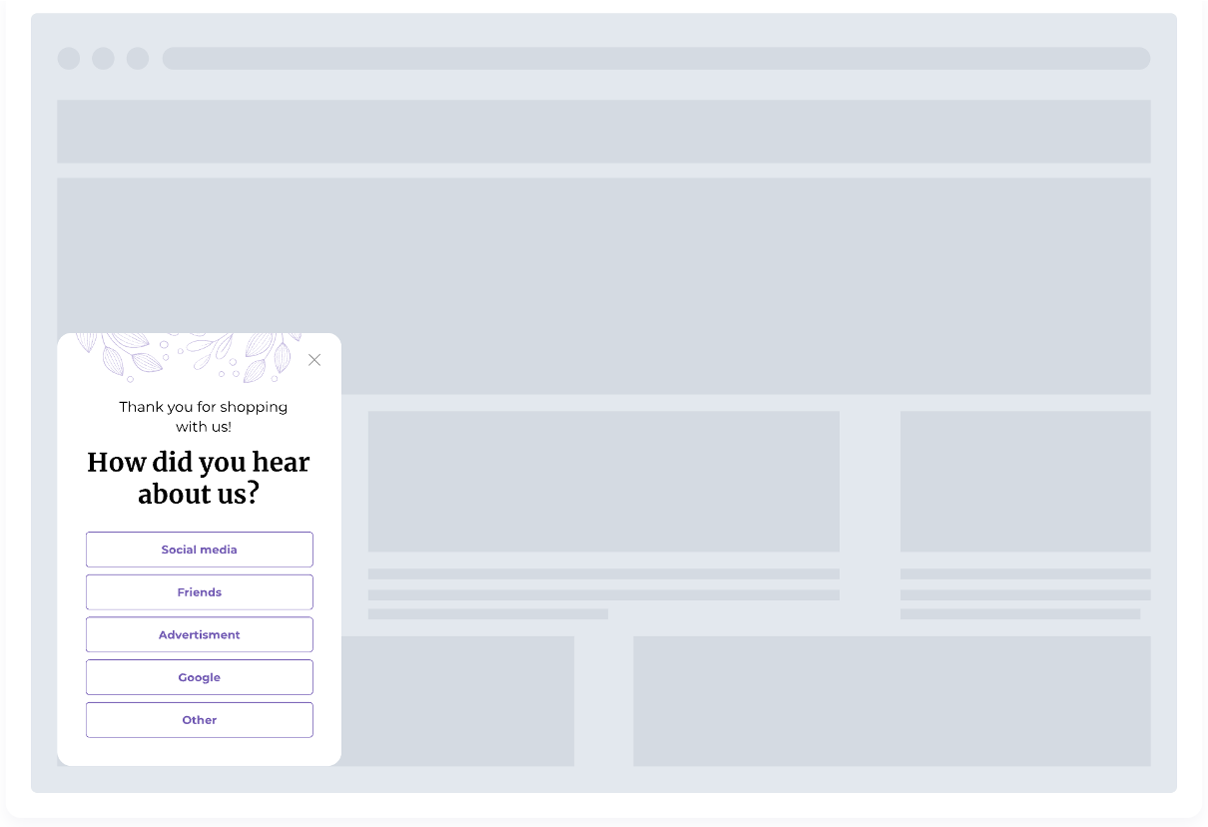 Thank you for shopping
with us!
How did you hear
about us?
Social media
Friends
Advertisment
Google
Other